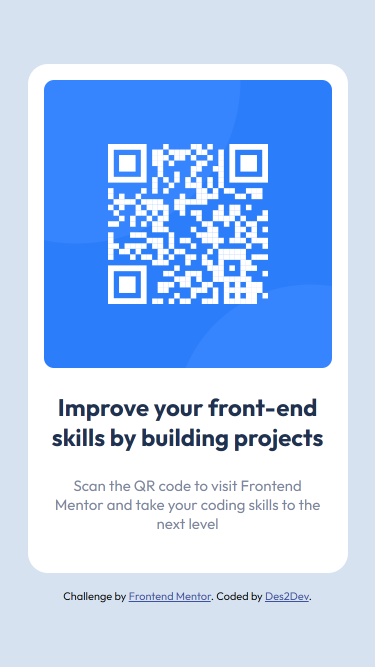 Improve your front-end
skills by building projects
Scan the QR code to visit Frontend
Mentor and take your coding skills to the
next level
Challenge by Frontend Mentor. Coded by Des2Dev.